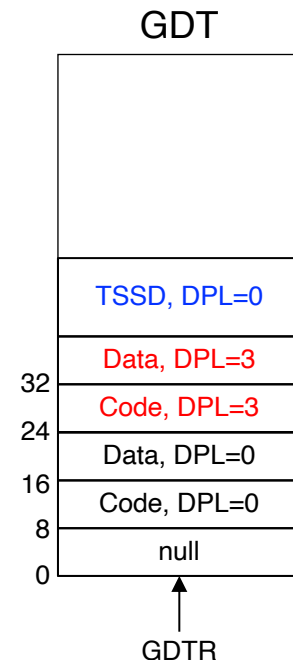 GDT
TSSD, DPL=0
Data, DPL=3
32
Code, DPL=3
24
Data, DPL=0
16
Code, DPL=0
8
null
0
GDTR